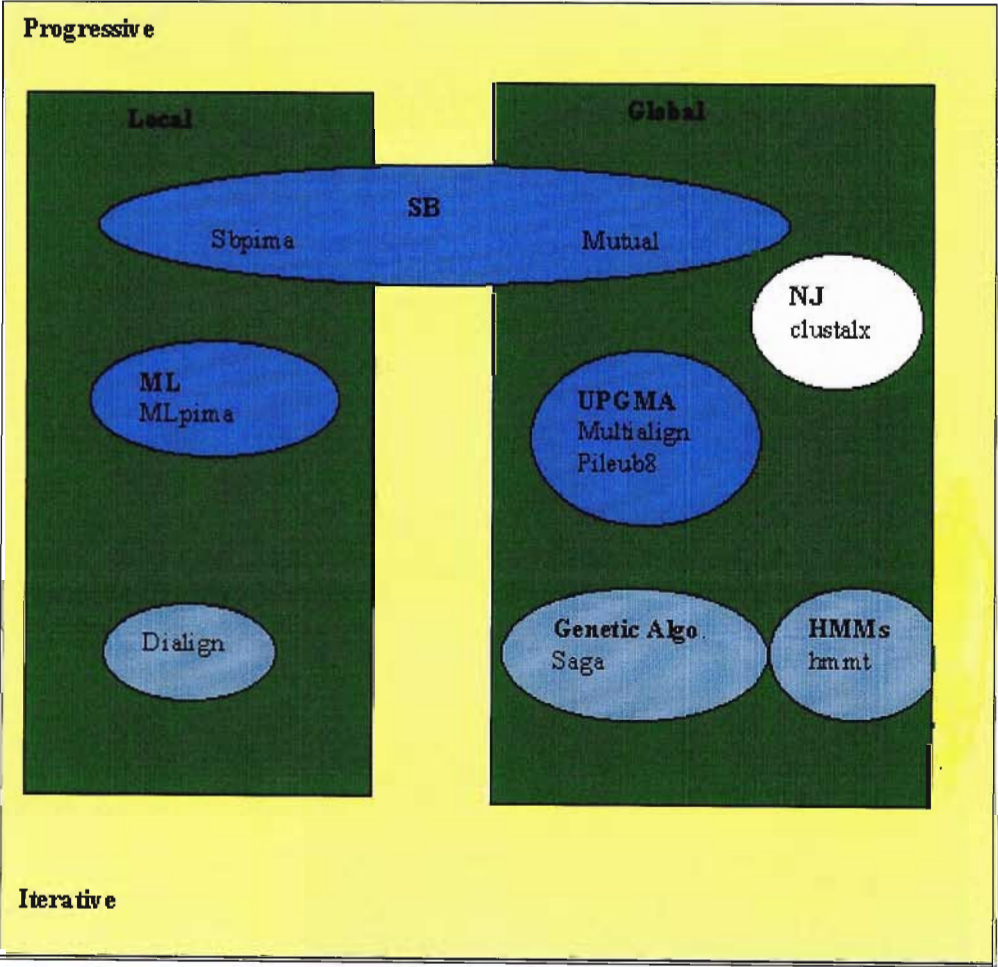 Progressive
Local
Global
SB
Sbpima
Mutual
NJ
clustalx
ML
MLpima
UPGMA
Multialign
Pileub8
Dialign
Genetic Algo.
Saga
HMMs
hmmt
Iterative